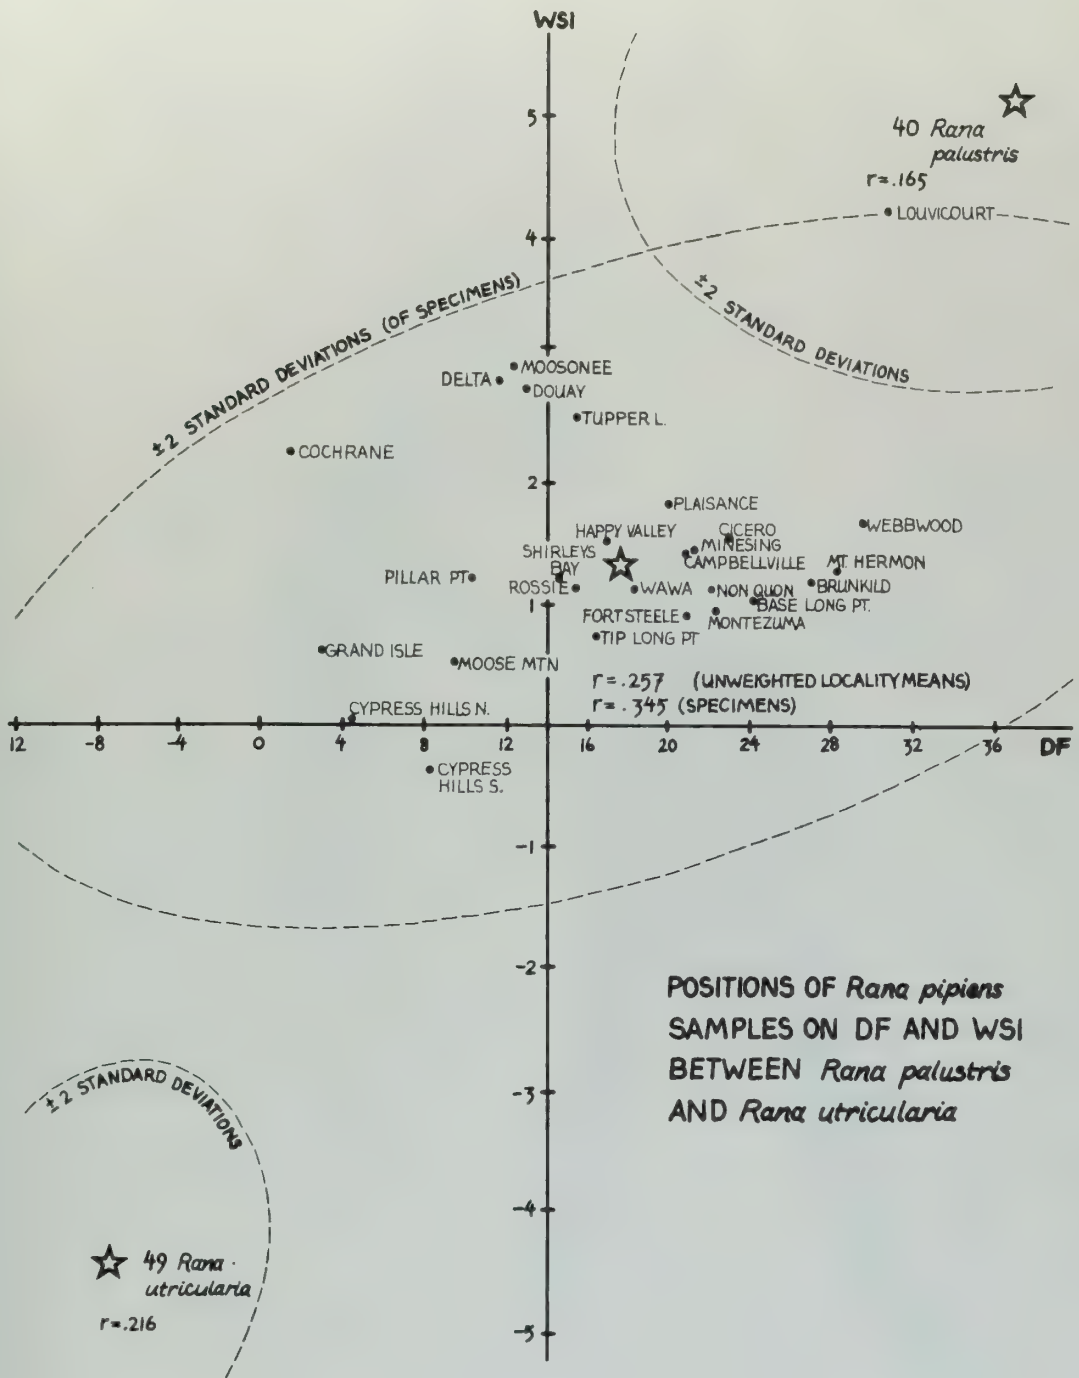 WSI
5
40 Rana
palustris
r=.165
LOUVICOURT
4
±2 STANDARD DEVIATIONS
±2 STANDARD DEVIATIONS (OF SPECIMENS)
MOOSONEE
DELTA
DOUAY
TUPPER L.
COCHRANE
2
PLAISANCE
WEBBWOOD
HAPPY VALLEY
CICERO
MINESING
SHIRLEYS
BAY
CAMPBELLVILLE
MT. HERMON
PILLAR PT
ROSSIE
WAWA
NON QUON
BRUNKILD
1
BASE LONG PT.
FORT STEELE
MONTEZUMA
TIP LONG PT
GRAND ISLE
MOOSE MTN
r=.257 (UNWEIGHTED LOCALITY MEANS)
r=.345 (SPECIMENS)
CYPRESS HILLS N.
12 -8 -4 0 4 8 12 16 20 24 28 32 36 DF
CYPRESS
HILLS S.
-1
-2
POSITIONS OF Rana pipiens
SAMPLES ON DF AND WSI
BETWEEN Rana palustris
AND Rana utricularia
±2 STANDARD DEVIATIONS
-3
-4
49 Rana
utricularia
r=.216
-5